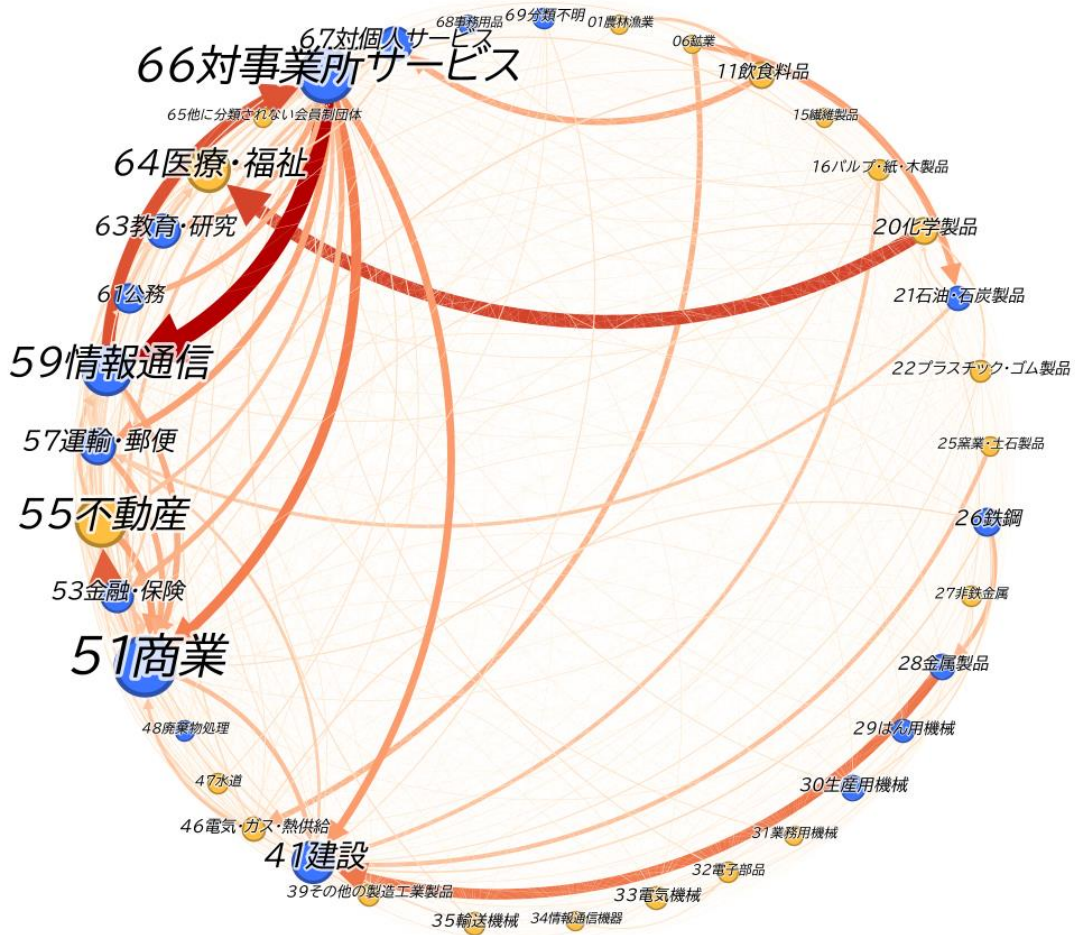 68事務用品
69分類不明
01農林漁業
67対個人サービス
06鉱業
66対事業所サービス
11飲食料品
65他に分類されない会員制団体
15繊維製品
64医療・福祉
16パルプ・紙・木製品
63教育・研究
20化学製品
61公務
21石油・石炭製品
59情報通信
22プラスチック・ゴム製品
57運輸・郵便
25窯業・土石製品
55不動産
26鉄鋼
53金融・保険
27非鉄金属
51商業
28金属製品
48廃棄物処理
29はん用機械
47水道
30生産用機械
46電気・ガス・熱供給
31業務用機械
41建設
32電子部品
39その他の製造工業製品
33電気機械
35輸送機械
34情報通信機器